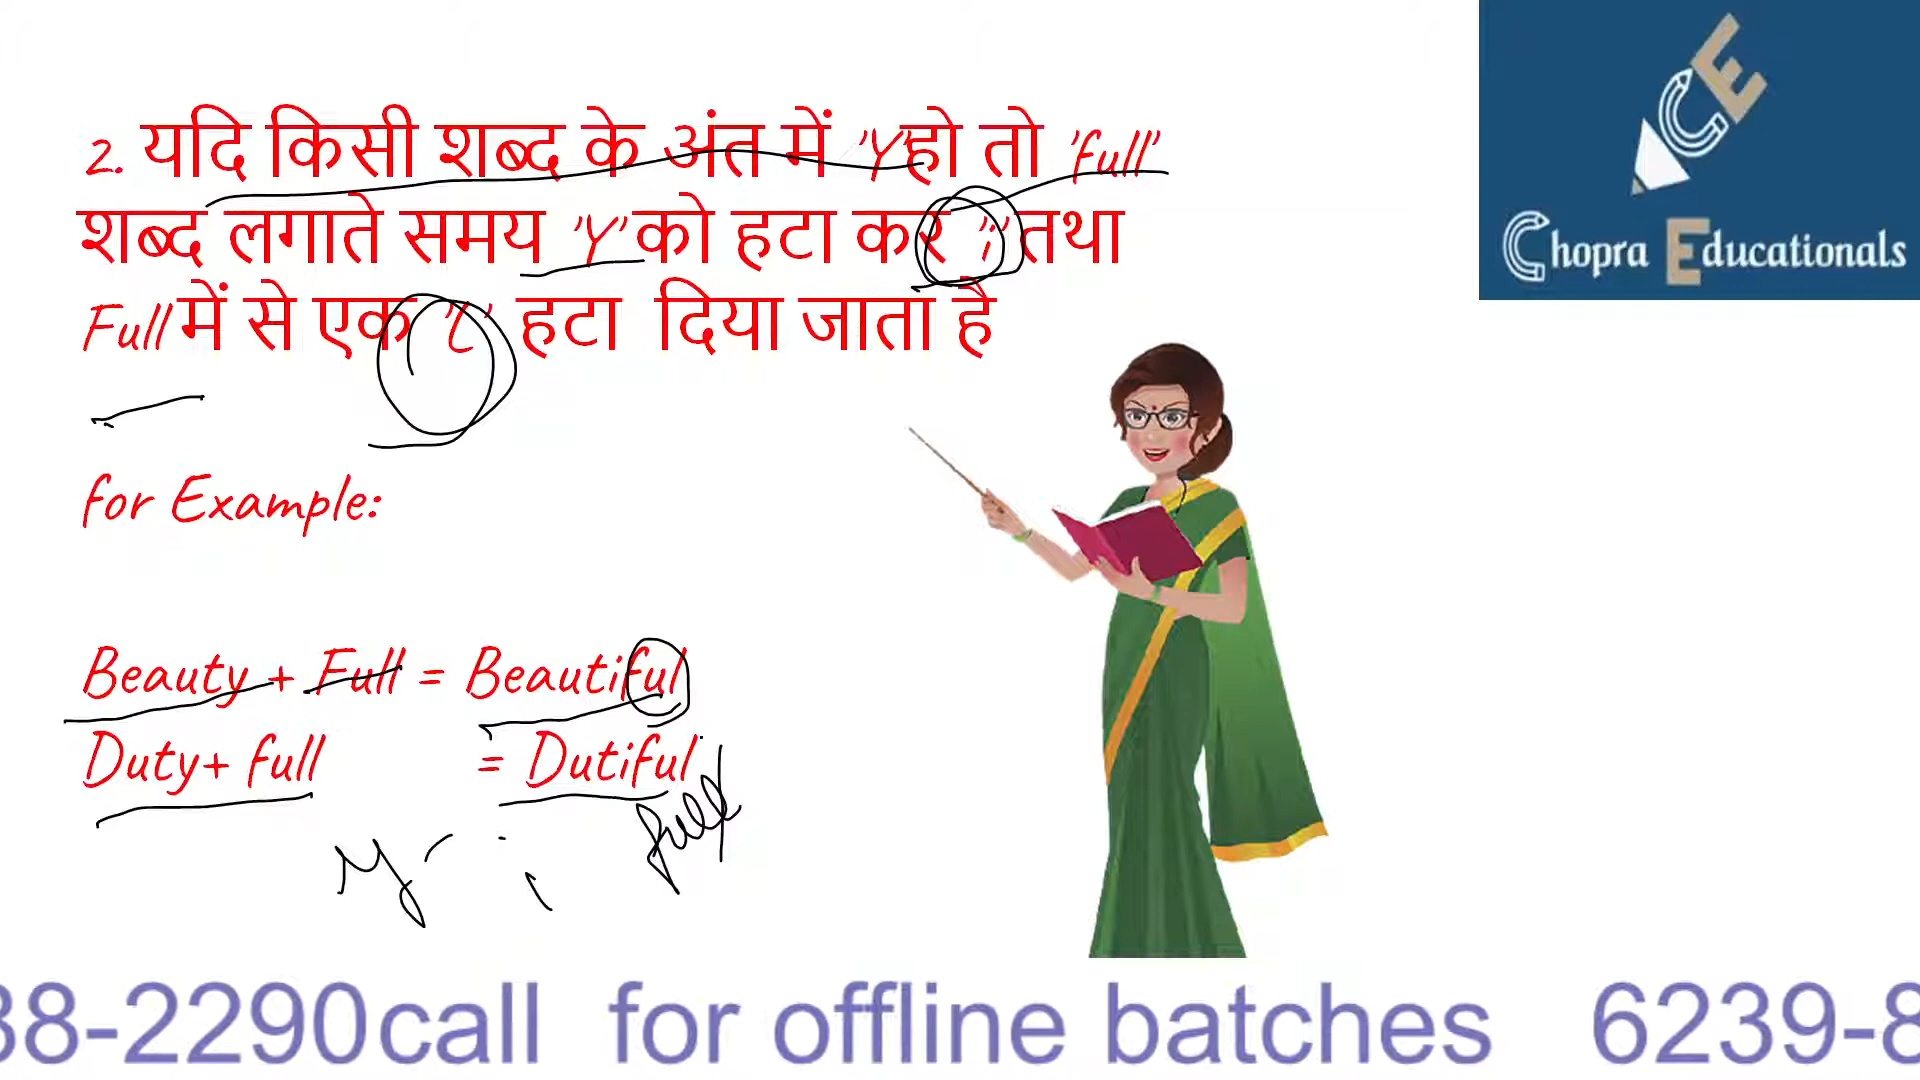 2. यदि किसी शब्द के अंत में 'Y' हो तो 'full'
शब्द लगाते समय 'Y' को हटा कर 'i' तथा
Full में से एक 'l' हटा दिया जाता है
for Example:
Beauty + Full = Beautiful
Duty+ full = Dutiful
y i full
Chopra Educationals
38-2290call for offline batches 6239-8